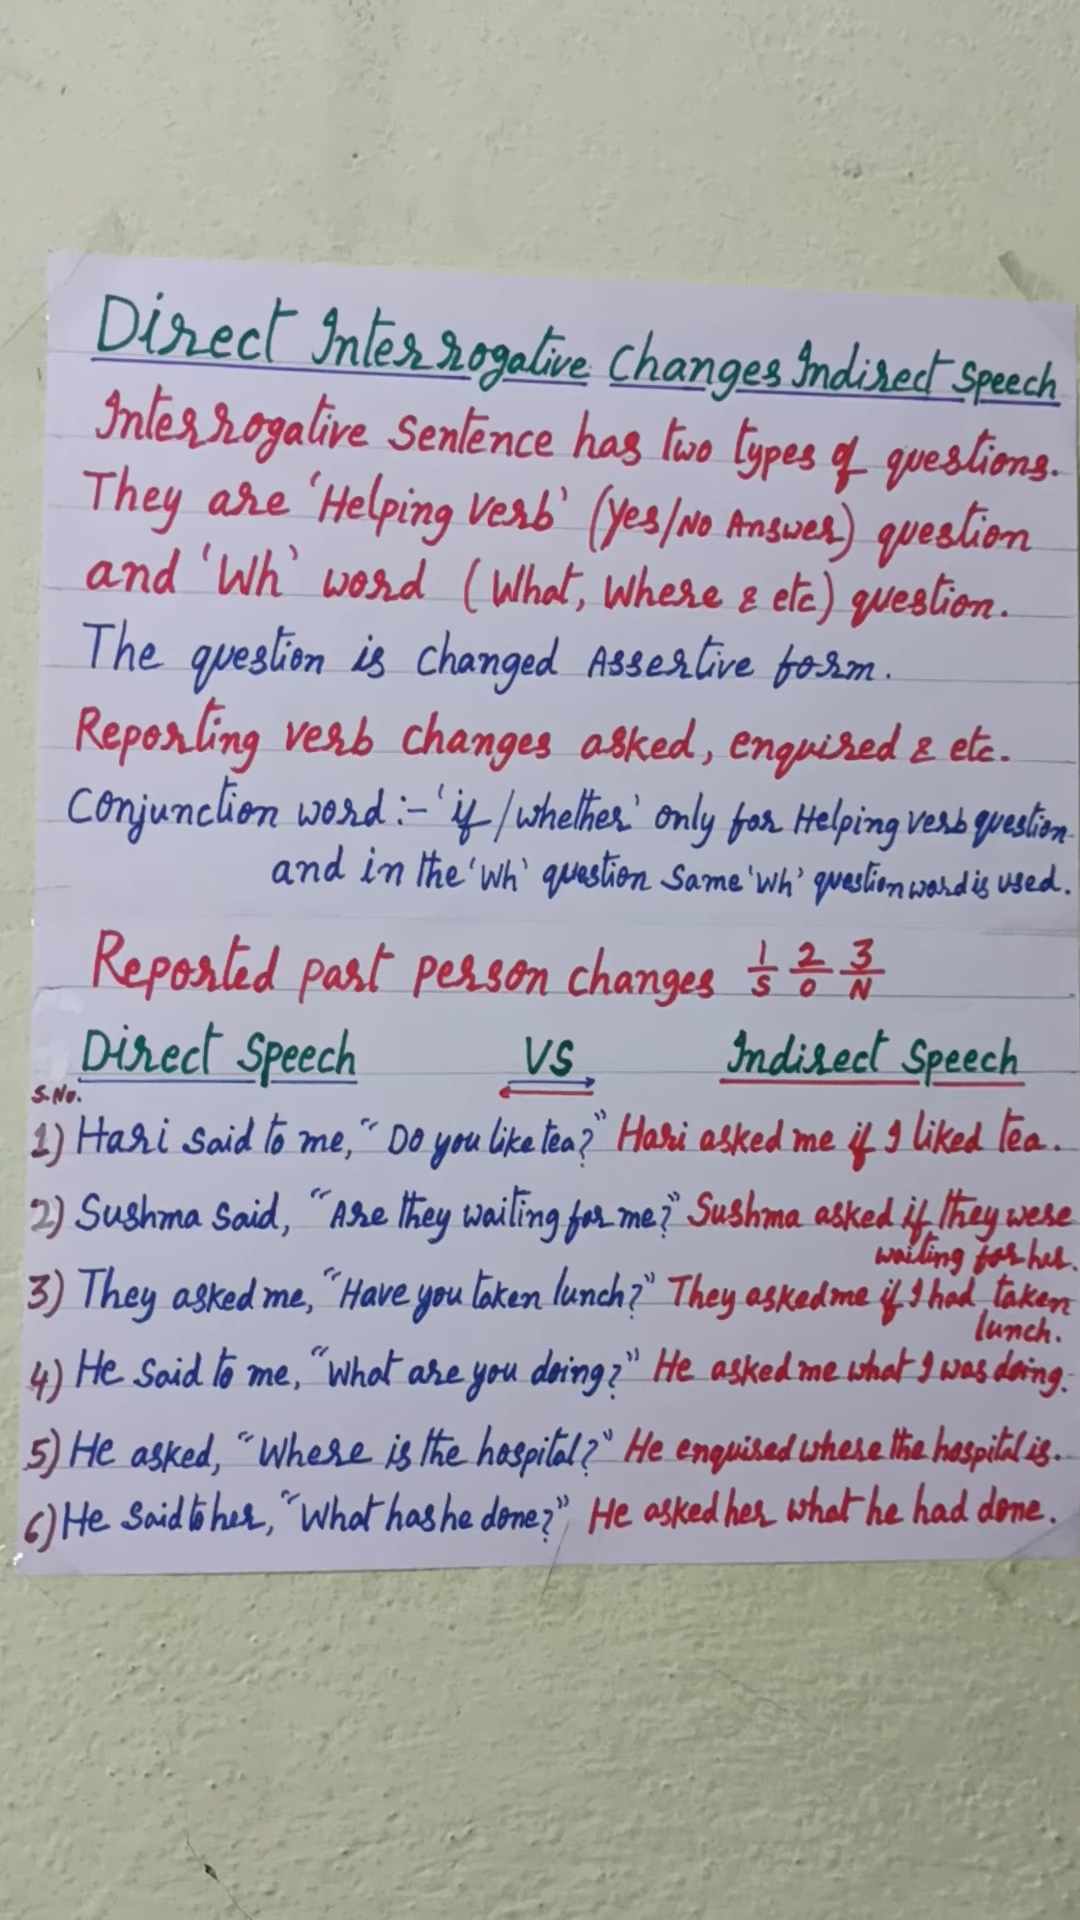 Direct Interrogative Changes Indirect Speech
Interrogative Sentence has two types of questions.
They are 'Helping verb' (Yes/No Answer) question
and 'Wh' word (What, Where & etc) question.
The question is changed Assertive form.
Reporting verb changes asked, enquired & etc.
Conjunction word :- 'if/whether' only for Helping verb question
and in the 'Wh' question Same 'Wh' question word is used.
Reported part person changes 1/S 2/O 3/N
Direct Speech VS Indirect Speech
S.No.
1) Hari said to me, "Do you like tea?" Hari asked me if I liked tea.
2) Sushma said, "Are they waiting for me?" Sushma asked if they were
waiting for her.
3) They asked me, "Have you taken lunch?" They asked me if I had taken
lunch.
4) He said to me, "What are you doing?" He asked me what I was doing.
5) He asked, "Where is the hospital?" He enquired where the hospital is.
6) He said to her, "What has he done?" He asked her what he had done.